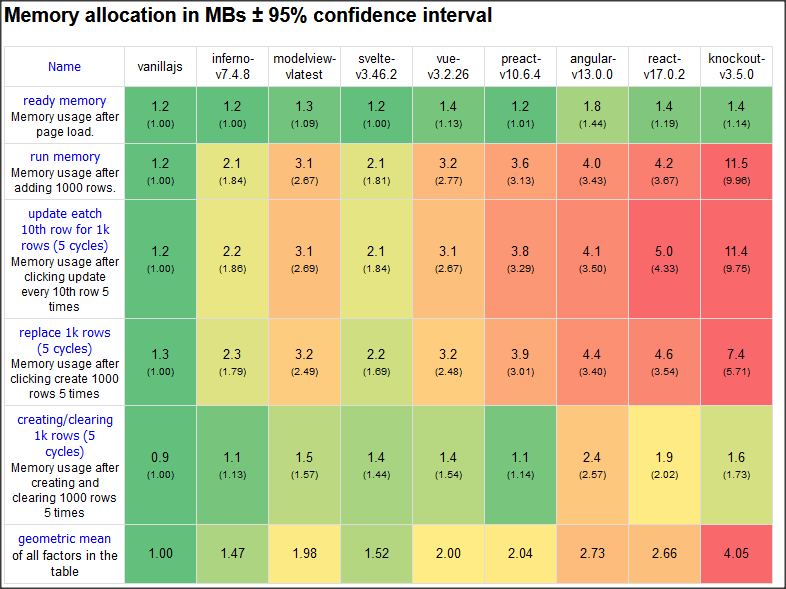 Memory allocation in MBs ± 95% confidence interval
Name vanillajs inferno-v7.4.8 modelview-vlatest svelte-v3.46.2 vue-v3.2.26 preact-v10.6.4 angular-v13.0.0 react-v17.0.2 knockout-v3.5.0
ready memory
Memory usage after
page load.
1.2 1.2 1.3 1.2 1.4 1.2 1.8 1.4 1.4
(1.00) (1.00) (1.09) (1.00) (1.13) (1.01) (1.44) (1.19) (1.14)
run memory
Memory usage after
adding 1000 rows.
1.2 2.1 3.1 2.1 3.2 3.6 4.0 4.2 11.5
(1.00) (1.84) (2.67) (1.81) (2.77) (3.13) (3.43) (3.67) (9.96)
update eatch
10th row for 1k
rows (5 cycles)
Memory usage after
clicking update
every 10th row 5
times
1.2 2.2 3.1 2.1 3.1 3.8 4.1 5.0 11.4
(1.00) (1.86) (2.69) (1.84) (2.67) (3.29) (3.50) (4.33) (9.75)
replace 1k rows
(5 cycles)
Memory usage after
clicking create 1000
rows 5 times
1.3 2.3 3.2 2.2 3.2 3.9 4.4 4.6 7.4
(1.00) (1.79) (2.49) (1.69) (2.48) (3.01) (3.40) (3.54) (5.71)
creating/clearing
1k rows (5
cycles)
Memory usage after
creating and
clearing 1000 rows
5 times
0.9 1.1 1.5 1.4 1.4 1.1 2.4 1.9 1.6
(1.00) (1.13) (1.57) (1.44) (1.54) (1.14) (2.57) (2.02) (1.73)
geometric mean
of all factors in the
table
1.00 1.47 1.98 1.52 2.00 2.04 2.73 2.66 4.05